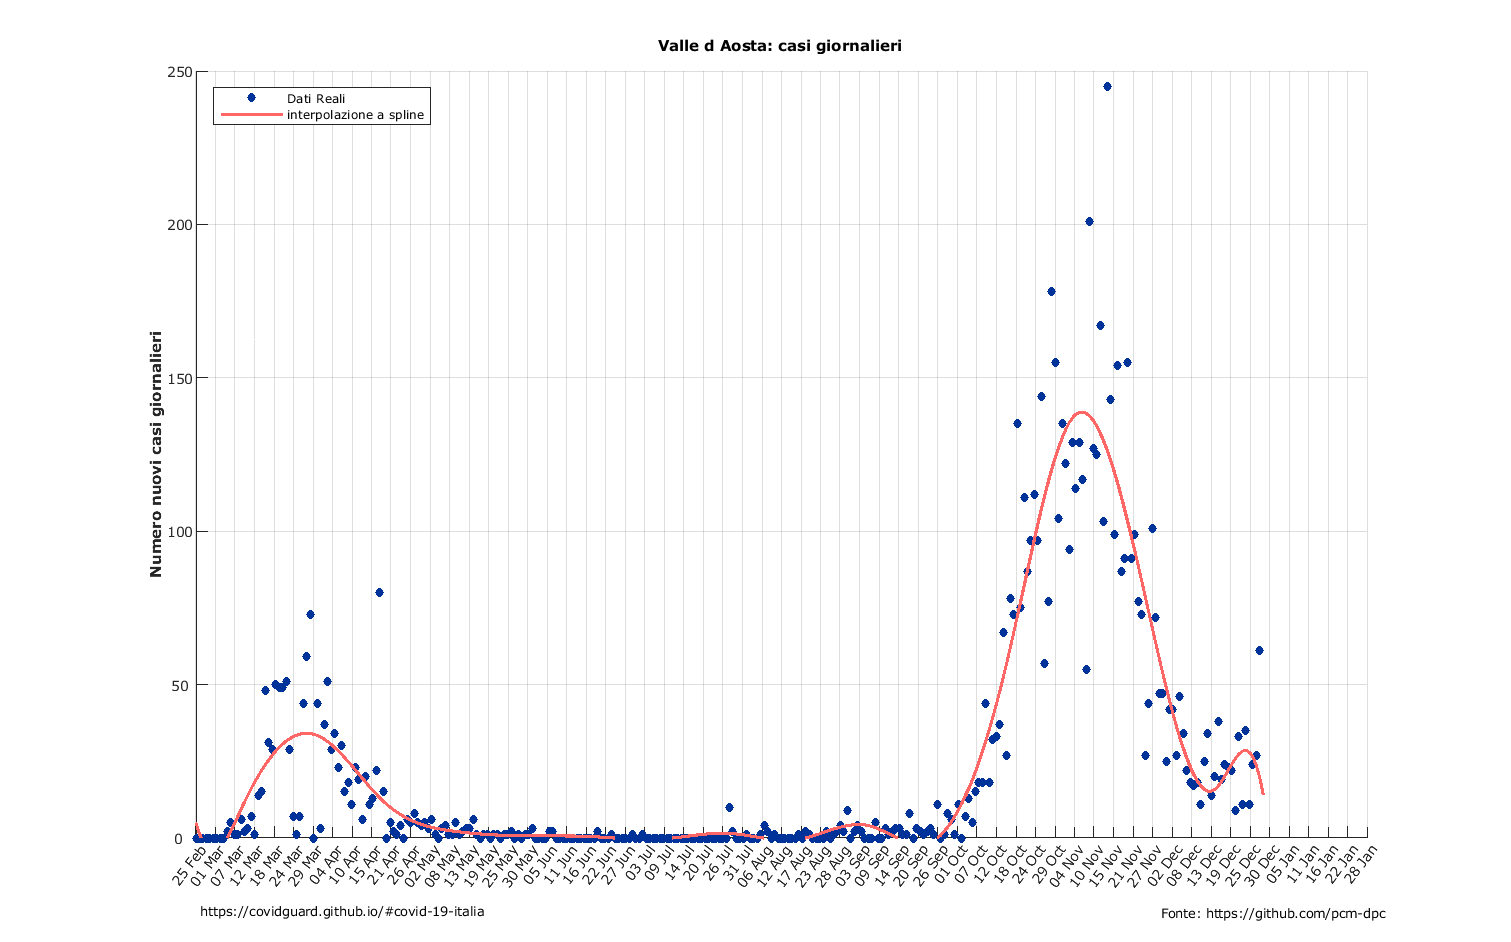 Valle d Aosta: casi giornalieri
Dati Reali
interpolazione a spline
Numero nuovi casi giornalieri
250
200
150
100
50
0
25 Feb
01 Mar
07 Mar
12 Mar
18 Mar
24 Mar
29 Mar
04 Apr
10 Apr
15 Apr
21 Apr
26 Apr
02 May
08 May
13 May
19 May
25 May
30 May
05 Jun
11 Jun
16 Jun
22 Jun
27 Jun
03 Jul
09 Jul
14 Jul
20 Jul
26 Jul
31 Jul
06 Aug
12 Aug
17 Aug
23 Aug
28 Aug
03 Sep
09 Sep
14 Sep
20 Sep
26 Sep
01 Oct
07 Oct
12 Oct
18 Oct
24 Oct
29 Oct
04 Nov
10 Nov
15 Nov
21 Nov
27 Nov
02 Dec
08 Dec
13 Dec
19 Dec
25 Dec
30 Dec
05 Jan
11 Jan
16 Jan
22 Jan
28 Jan
https://covidguard.github.io/#covid-19-italia
Fonte: https://github.com/pcm-dpc